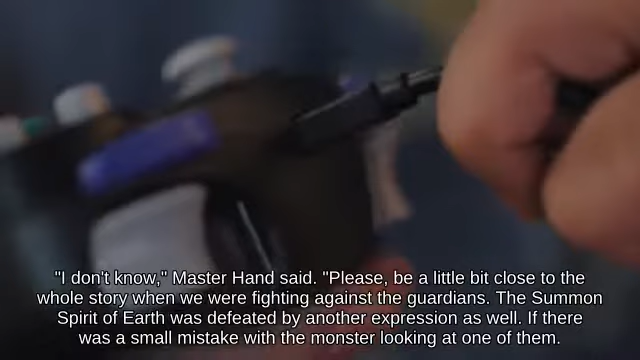 "I don't know," Master Hand said. "Please, be a little bit close to the
whole story when we were fighting against the guardians. The Summon
Spirit of Earth was defeated by another expression as well. If there
was a small mistake with the monster looking at one of them.